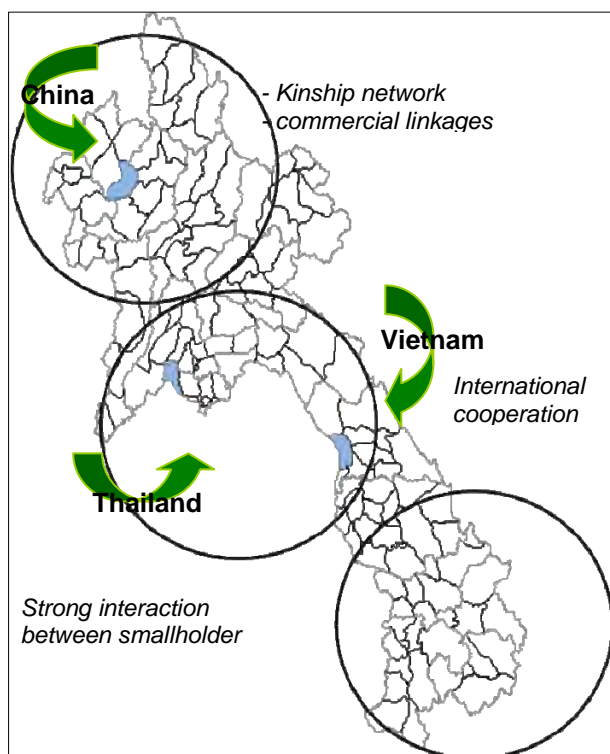 China
- Kinship network
- commercial linkages
Vietnam
International
cooperation
Thailand
Strong interaction
between smallholder